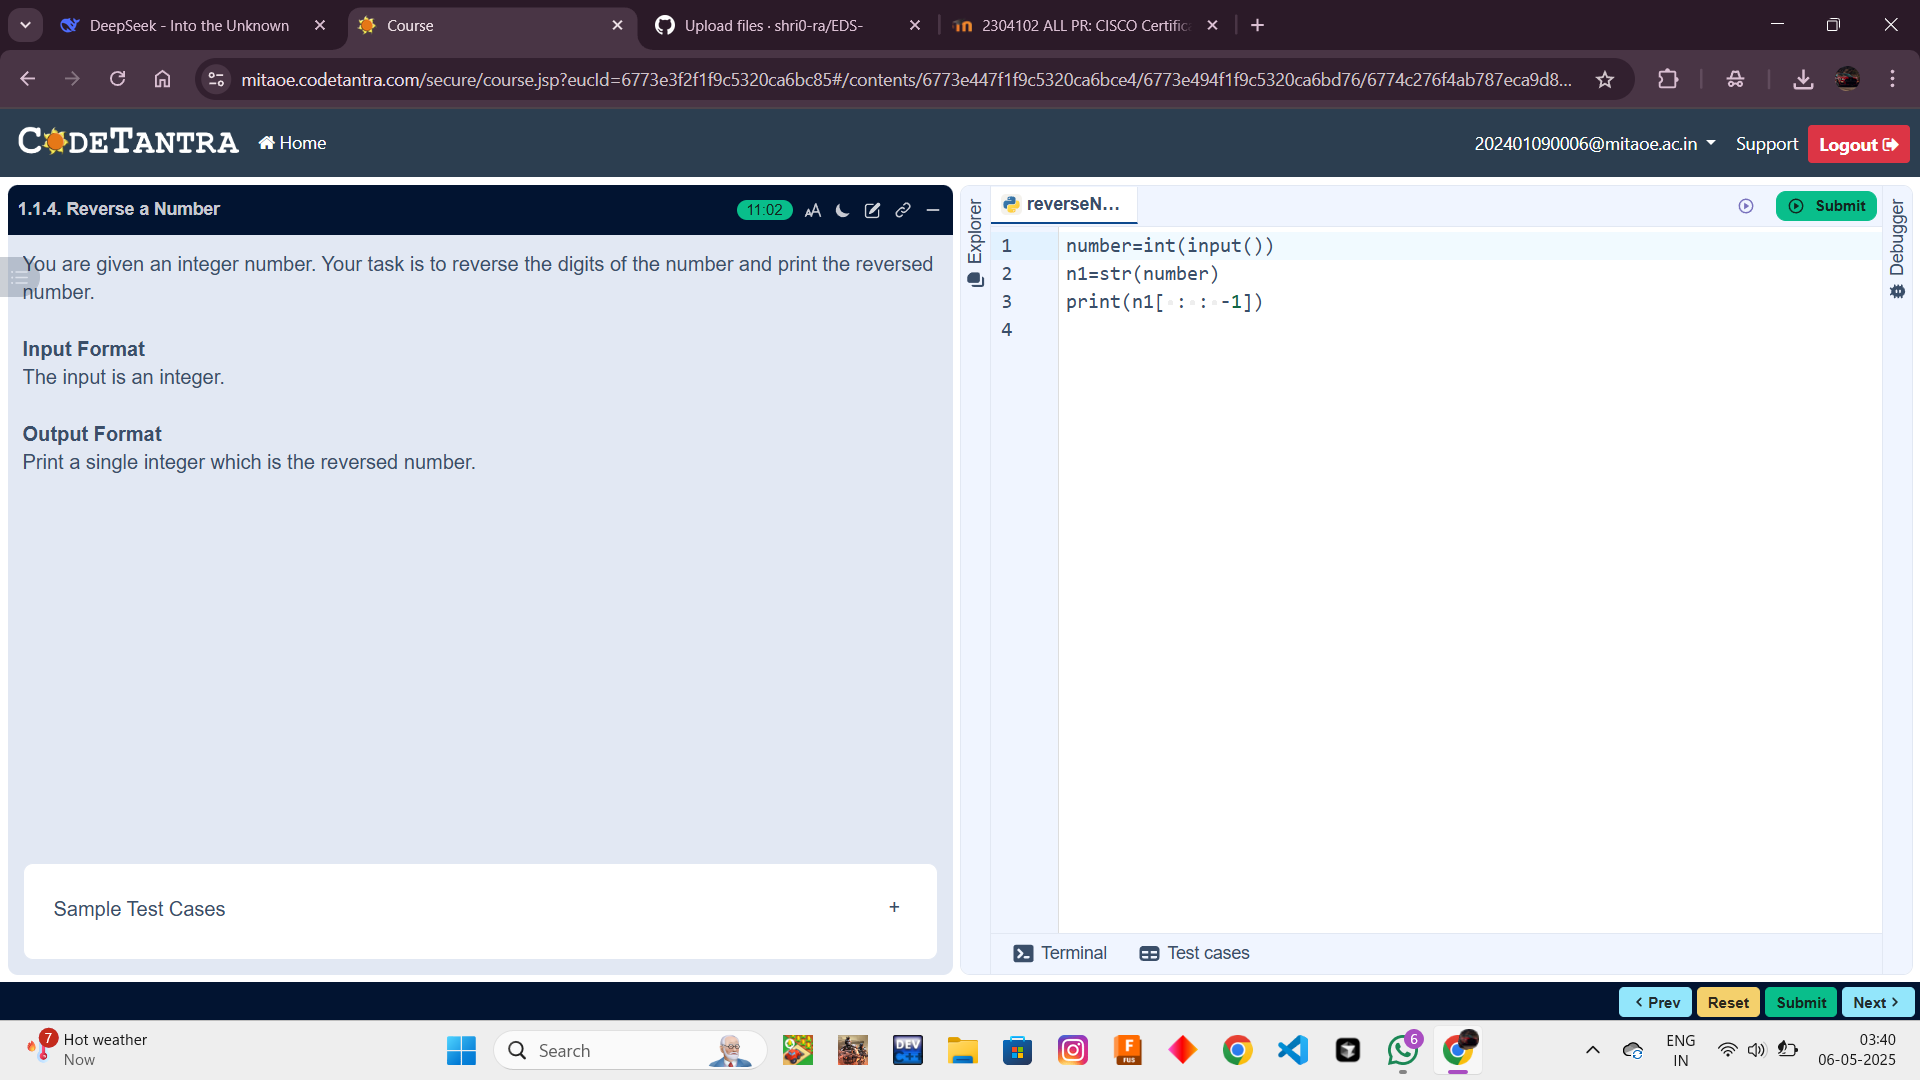 DeepSeek - Into the Unknown
Course
Upload files · shri0-ra/EDS-
2304102 ALL PR: CISCO Certific
mitaoe.codetantra.com/secure/course.jsp?eucId=6773e3f2f1f9c5320ca6bc85#/contents/6773e447f1f9c5320ca6bce4/6773e494f1f9c5320ca6bd76/6774c276f4ab787eca9d8...
CODETANTRA
Home
202401090006@mitaoe.ac.in
Support
Logout
1.1.4. Reverse a Number
11:02
AA
You are given an integer number. Your task is to reverse the digits of the number and print the reversed
number.
Input Format
The input is an integer.
Output Format
Print a single integer which is the reversed number.
Sample Test Cases
+
Explorer
reverseN...
Submit
Debugger
1 number=int(input())
2 n1=str(number)
3 print(n1[ : : -1])
4
Terminal
Test cases
Prev
Reset
Submit
Next
7
Hot weather
Now
Search
DEV
F
FUS
6
ENG
IN
03:40
06-05-2025